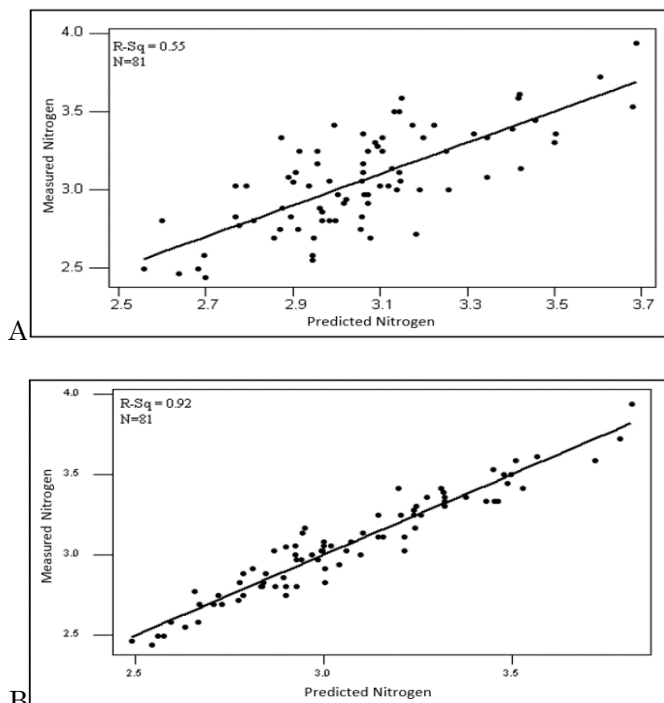 4.0
R-Sq = 0.55
N=81
3.5
Measured Nitrogen
3.0
2.5
2.5 2.7 2.9 3.1 3.3 3.5 3.7
Predicted Nitrogen
A
4.0
R-Sq = 0.92
N=81
3.5
Measured Nitrogen
3.0
2.5
2.5 3.0 3.5
Predicted Nitrogen
B